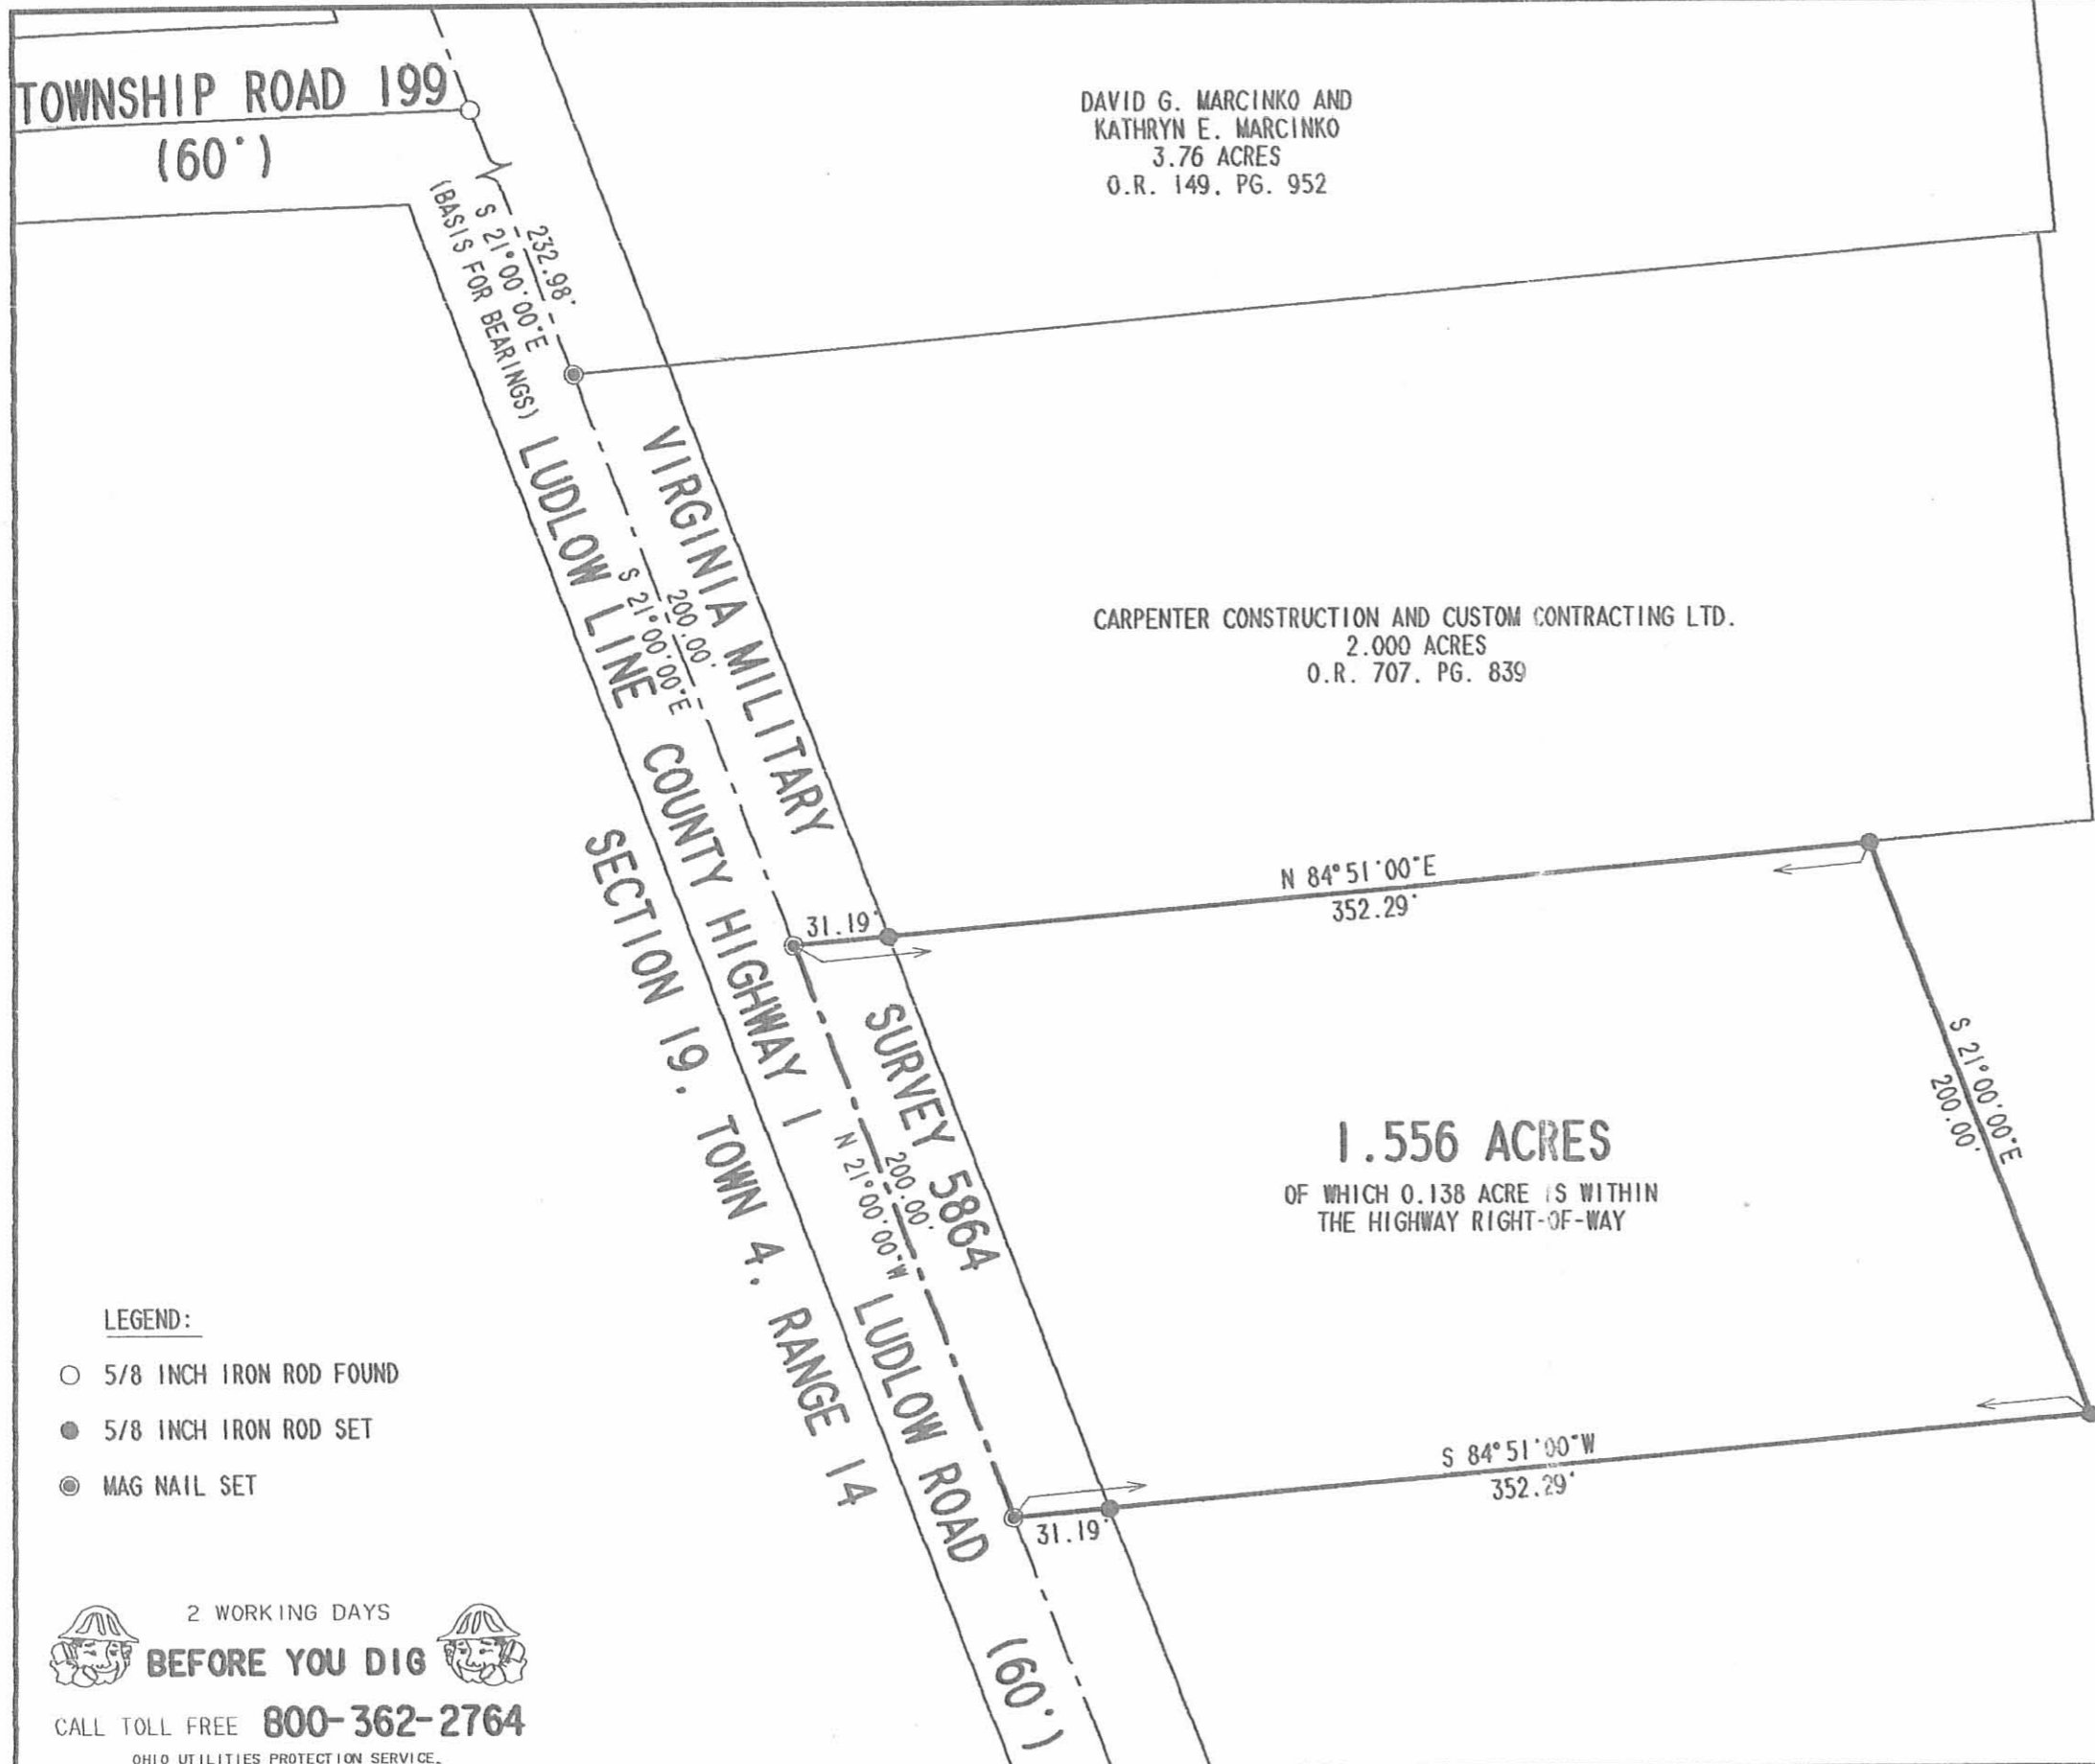 TOWNSHIP ROAD 199
(60')
DAVID G. MARCINKO AND
KATHRYN E. MARCINKO
3.76 ACRES
O.R. 149. PG. 952
232.98'
S 21°00'00"E
(BASIS FOR BEARINGS)
LUDLOW LINE
VIRGINIA MILITARY
200.00'
S 21°00'00"E
CARPENTER CONSTRUCTION AND CUSTOM CONTRACTING LTD.
2.000 ACRES
O.R. 707. PG. 839
COUNTY HIGHWAY 1
SECTION 19. TOWN 4. RANGE 14
N 84°51'00"E
352.29'
31.19'
SURVEY 5864
S 21°00'00"E
200.00'
200.00'
N 21°00'00"W
1.556 ACRES
OF WHICH 0.138 ACRE IS WITHIN
THE HIGHWAY RIGHT-OF-WAY
LUDLOW ROAD
(60')
S 84°51'00"W
352.29'
31.19'
LEGEND:
5/8 INCH IRON ROD FOUND
5/8 INCH IRON ROD SET
MAG NAIL SET
2 WORKING DAYS
BEFORE YOU DIG
CALL TOLL FREE 800-362-2764
OHIO UTILITIES PROTECTION SERVICE.